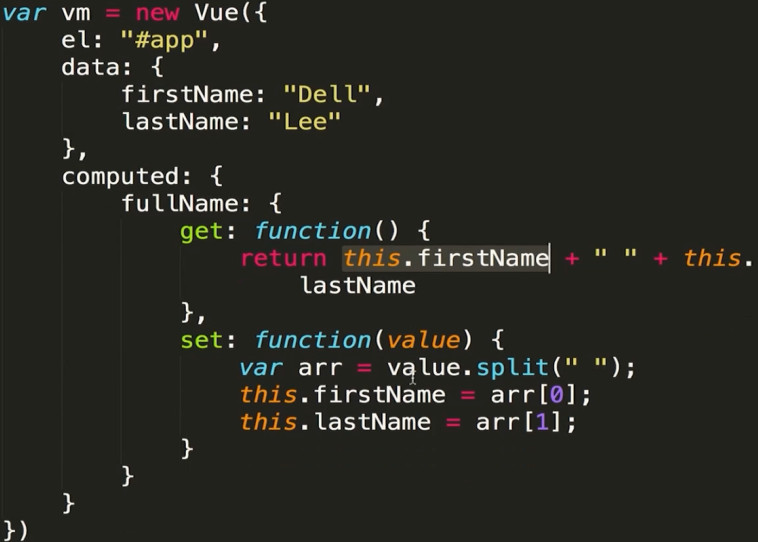 var vm = new Vue({
    el: "#app",
    data: {
        firstName: "Dell",
        lastName: "Lee"
    },
    computed: {
        fullName: {
            get: function() {
                return this.firstName + " " + this.
                    lastName
            },
            set: function(value) {
                var arr = value.split(" ");
                this.firstName = arr[0];
                this.lastName = arr[1];
            }
        }
    }
})